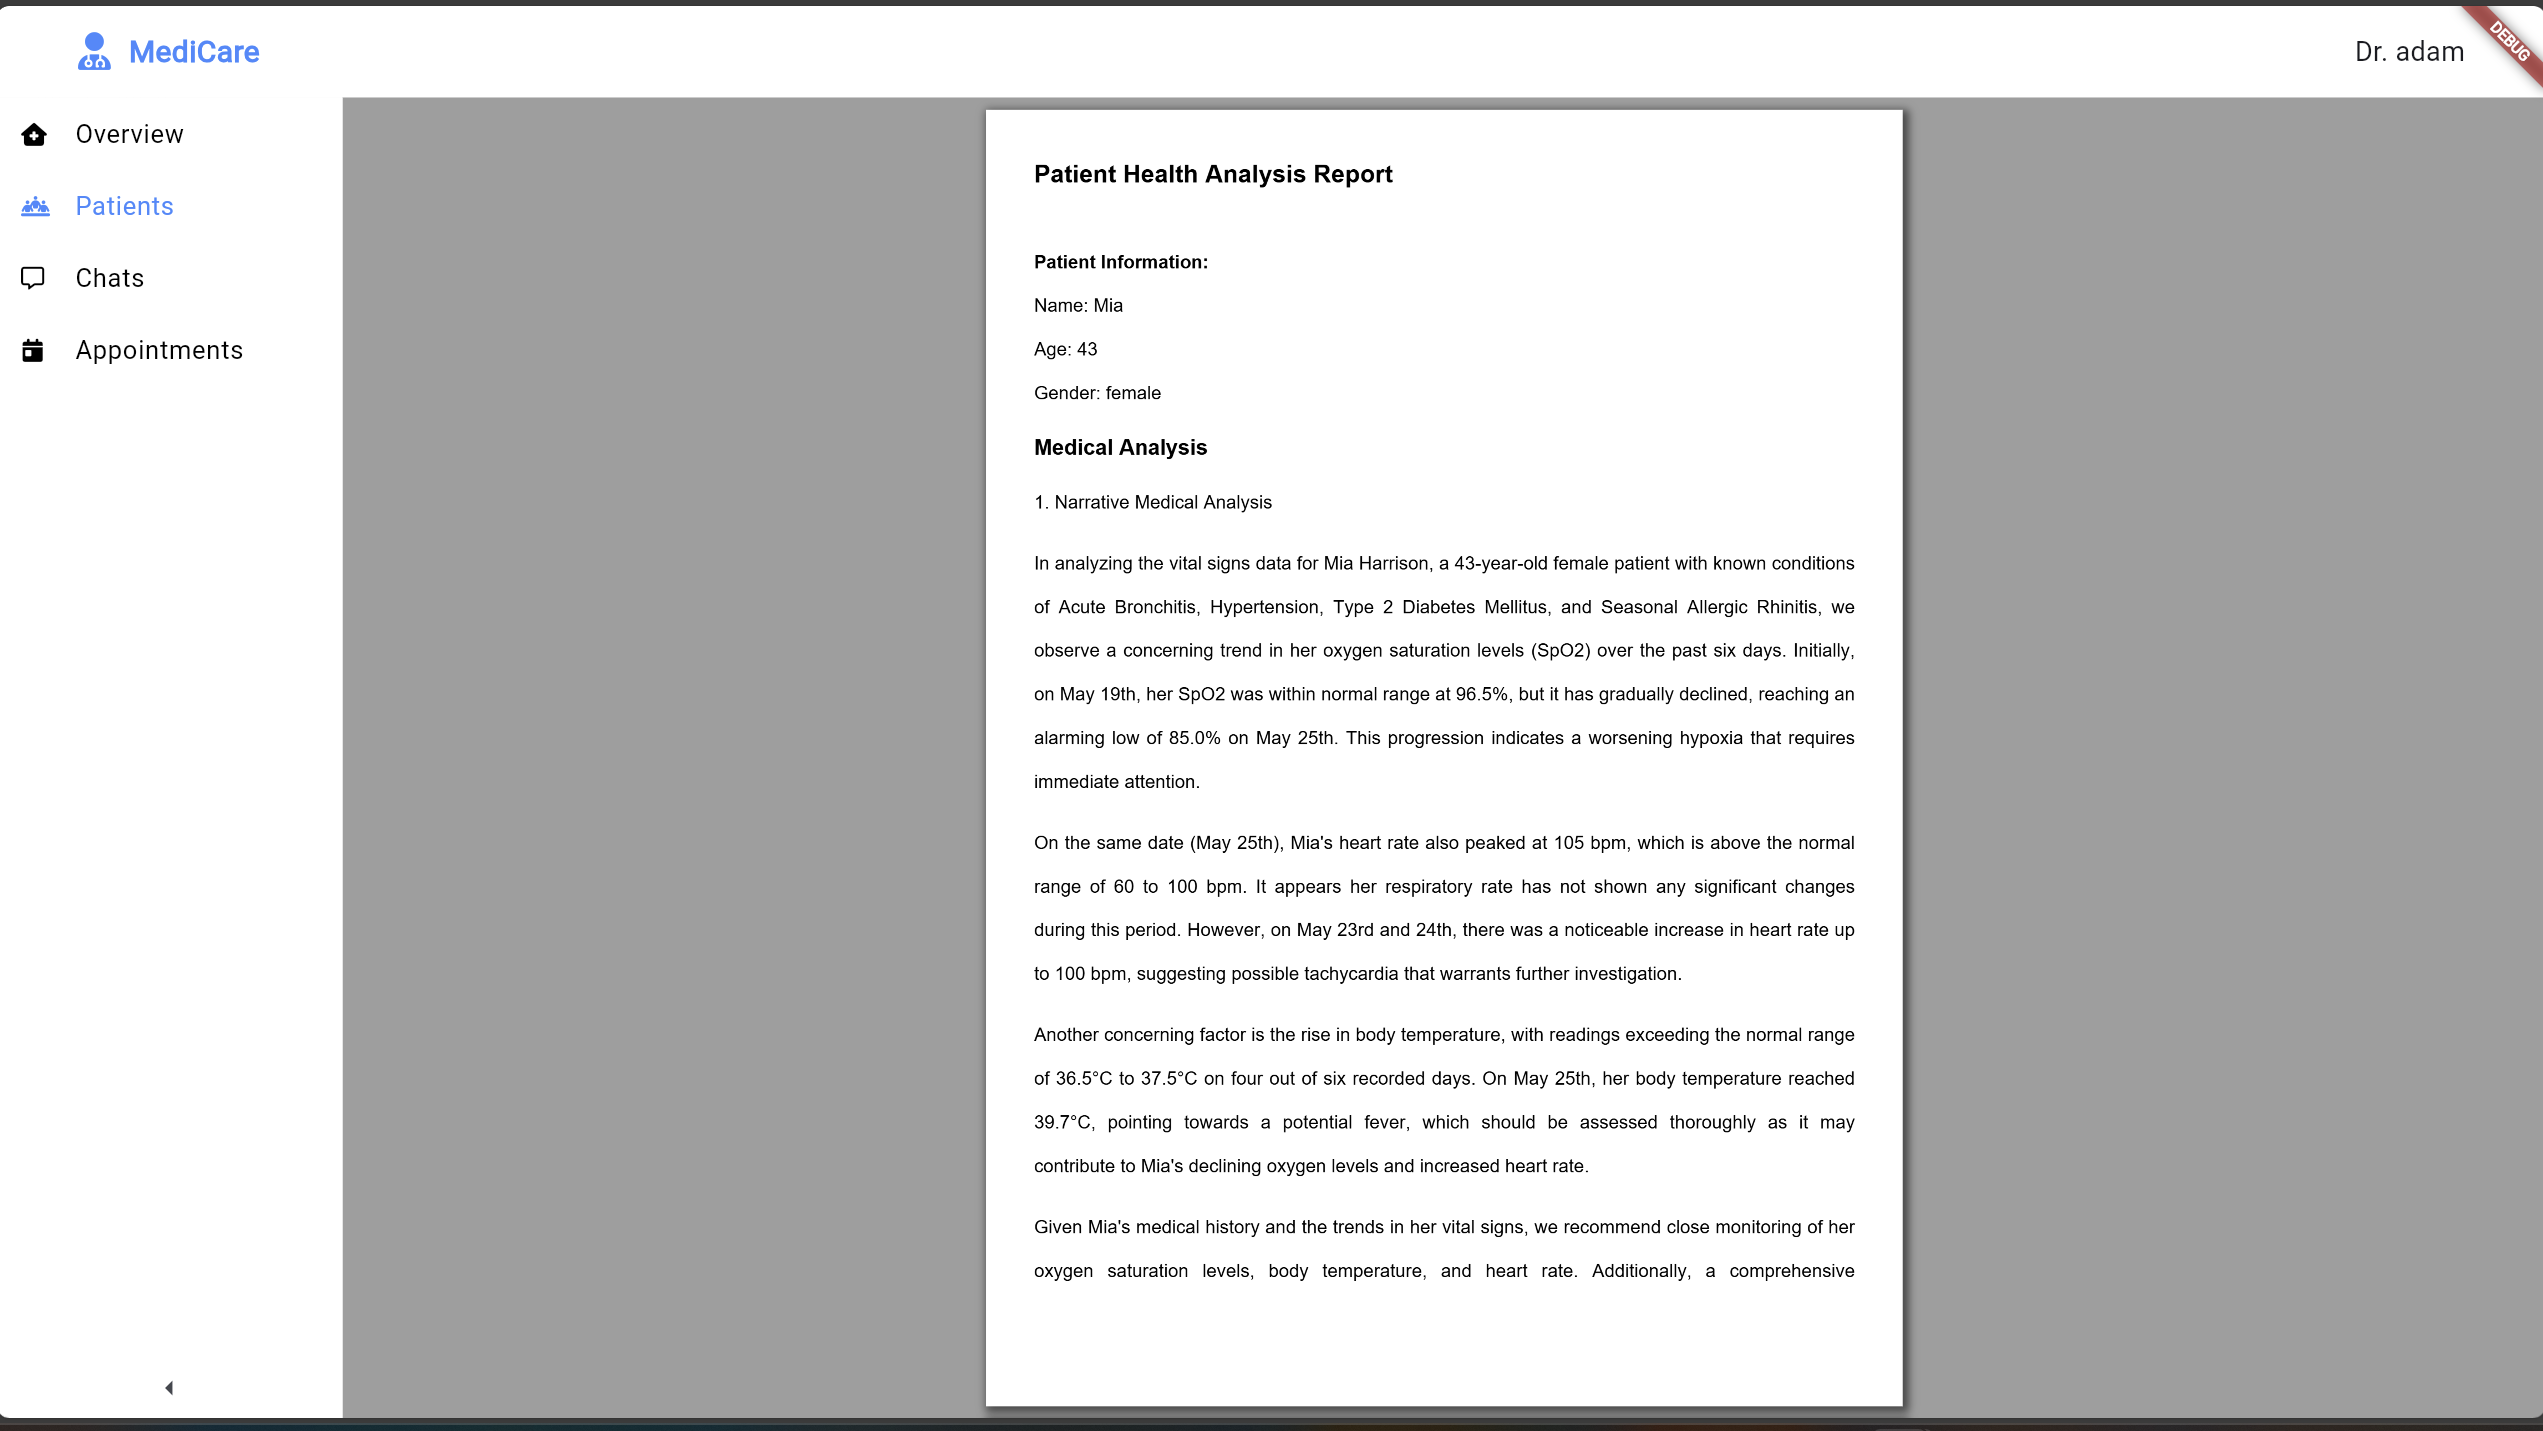 MediCare
Dr. adam
DEBUG
Overview
Patients
Chats
Appointments
Patient Health Analysis Report
Patient Information:
Name: Mia
Age: 43
Gender: female
Medical Analysis
1. Narrative Medical Analysis
In analyzing the vital signs data for Mia Harrison, a 43-year-old female patient with known conditions
of Acute Bronchitis, Hypertension, Type 2 Diabetes Mellitus, and Seasonal Allergic Rhinitis, we
observe a concerning trend in her oxygen saturation levels (SpO2) over the past six days. Initially,
on May 19th, her SpO2 was within normal range at 96.5%, but it has gradually declined, reaching an
alarming low of 85.0% on May 25th. This progression indicates a worsening hypoxia that requires
immediate attention.
On the same date (May 25th), Mia's heart rate also peaked at 105 bpm, which is above the normal
range of 60 to 100 bpm. It appears her respiratory rate has not shown any significant changes
during this period. However, on May 23rd and 24th, there was a noticeable increase in heart rate up
to 100 bpm, suggesting possible tachycardia that warrants further investigation.
Another concerning factor is the rise in body temperature, with readings exceeding the normal range
of 36.5°C to 37.5°C on four out of six recorded days. On May 25th, her body temperature reached
39.7°C, pointing towards a potential fever, which should be assessed thoroughly as it may
contribute to Mia's declining oxygen levels and increased heart rate.
Given Mia's medical history and the trends in her vital signs, we recommend close monitoring of her
oxygen saturation levels, body temperature, and heart rate. Additionally, a comprehensive